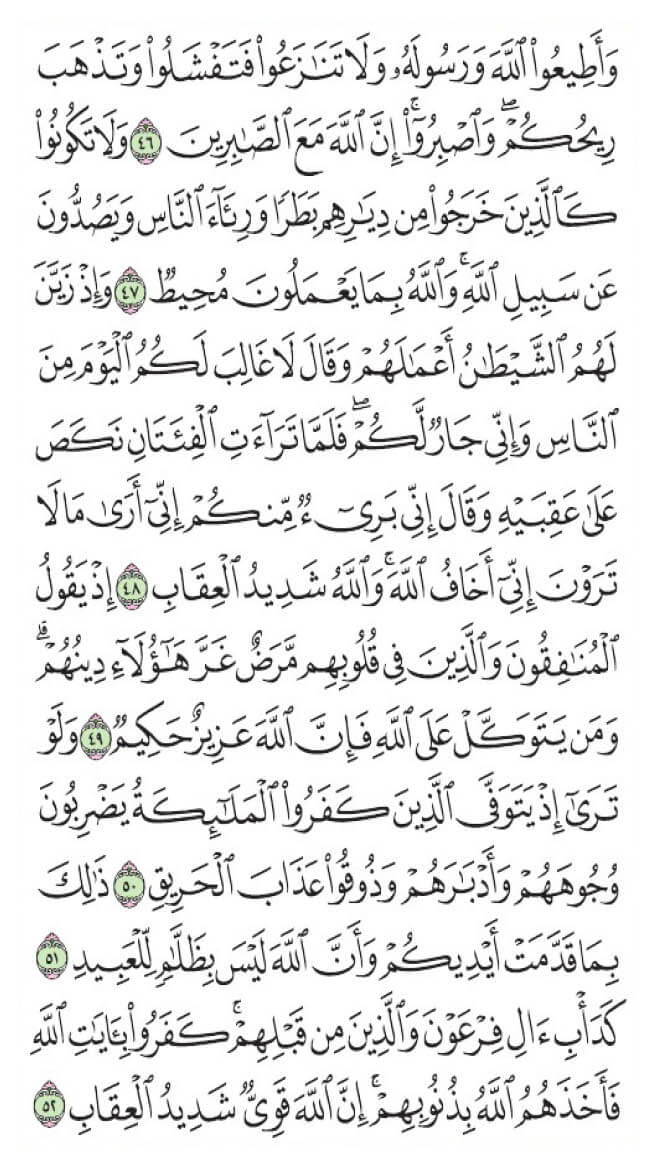 وَأَطِيعُوا۟ ٱللَّهَ وَرَسُولَهُۥ وَلَا تَنَـٰزَعُوا۟ فَتَفْشَلُوا۟ وَتَذْهَبَ
رِيحُكُمْ ۖ وَٱصْبِرُوٓا۟ ۚ إِنَّ ٱللَّهَ مَعَ ٱلصَّـٰبِرِينَ ٤٦ وَلَا تَكُونُوا۟
كَٱلَّذِينَ خَرَجُوا۟ مِن دِيَـٰرِهِم بَطَرًا وَرِئَآءَ ٱلنَّاسِ وَيَصُدُّونَ
عَن سَبِيلِ ٱللَّهِ ۚ وَٱللَّهُ بِمَا يَعْمَلُونَ مُحِيطٌ ٤٧ وَإِذْ زَيَّنَ
لَهُمُ ٱلشَّيْطَـٰنُ أَعْمَـٰلَهُمْ وَقَالَ لَا غَالِبَ لَكُمُ ٱلْيَوْمَ مِنَ
ٱلنَّاسِ وَإِنِّى جَارٌ لَّكُمْ ۖ فَلَمَّا تَرَآءَتِ ٱلْفِئَتَانِ نَكَصَ
عَلَىٰ عَقِبَيْهِ وَقَالَ إِنِّى بَرِىٓءٌ مِّنكُمْ إِنِّىٓ أَرَىٰ مَا لَا
تَرَوْنَ إِنِّىٓ أَخَافُ ٱللَّهَ ۚ وَٱللَّهُ شَدِيدُ ٱلْعِقَابِ ٤٨ إِذْ يَقُولُ
ٱلْمُنَـٰفِقُونَ وَٱلَّذِينَ فِى قُلُوبِهِم مَّرَضٌ غَرَّ هَـٰٓؤُلَآءِ دِينُهُمْ ۗ
وَمَن يَتَوَكَّلْ عَلَى ٱللَّهِ فَإِنَّ ٱللَّهَ عَزِيزٌ حَكِيمٌ ٤٩ وَلَوْ
تَرَىٰٓ إِذْ يَتَوَفَّى ٱلَّذِينَ كَفَرُوا۟ ٱلْمَلَـٰٓئِكَةُ يَضْرِبُونَ
وُجُوهَهُمْ وَأَدْبَـٰرَهُمْ وَذُوقُوا۟ عَذَابَ ٱلْحَرِيقِ ٥٠ ذَٰلِكَ
بِمَا قَدَّمَتْ أَيْدِيكُمْ وَأَنَّ ٱللَّهَ لَيْسَ بِظَلَّـٰمٍ لِّلْعَبِيدِ ٥١
كَدَأْبِ ءَالِ فِرْعَوْنَ وَٱلَّذِينَ مِن قَبْلِهِمْ ۚ كَفَرُوا۟ بِـَٔايَـٰتِ ٱللَّهِ
فَأَخَذَهُمُ ٱللَّهُ بِذُنُوبِهِمْ ۚ إِنَّ ٱللَّهَ قَوِىٌّ شَدِيدُ ٱلْعِقَابِ ٥٢